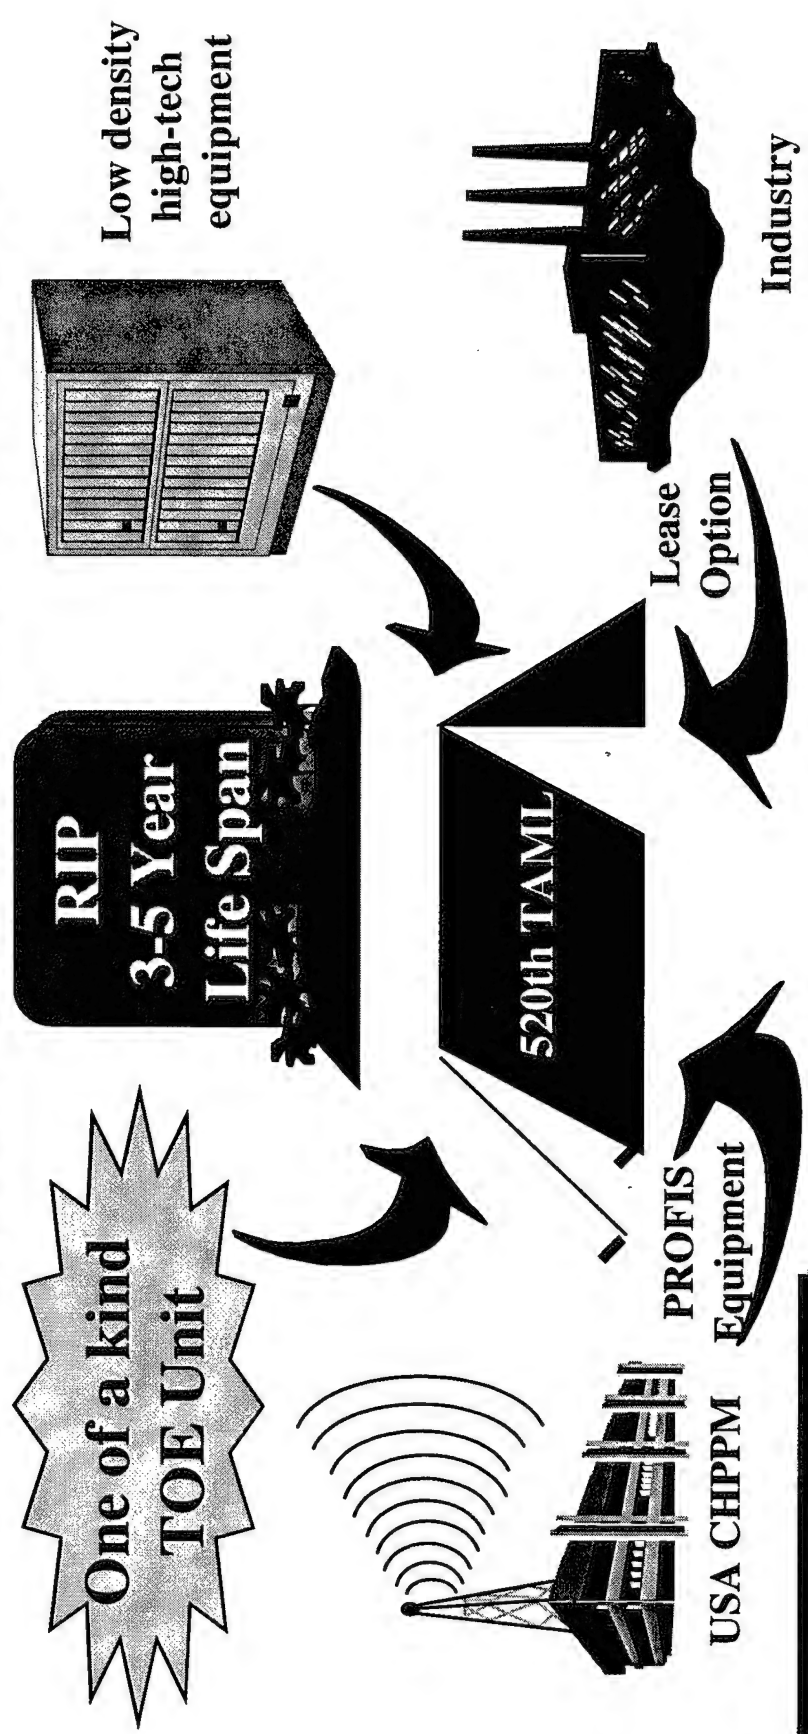 One of a kind
TOE Unit
RIP
3-5 Year
Life Span
Low density
high-tech
equipment
520th TAML
USA CHPPM
PROFIS
Equipment
Lease
Option
Industry